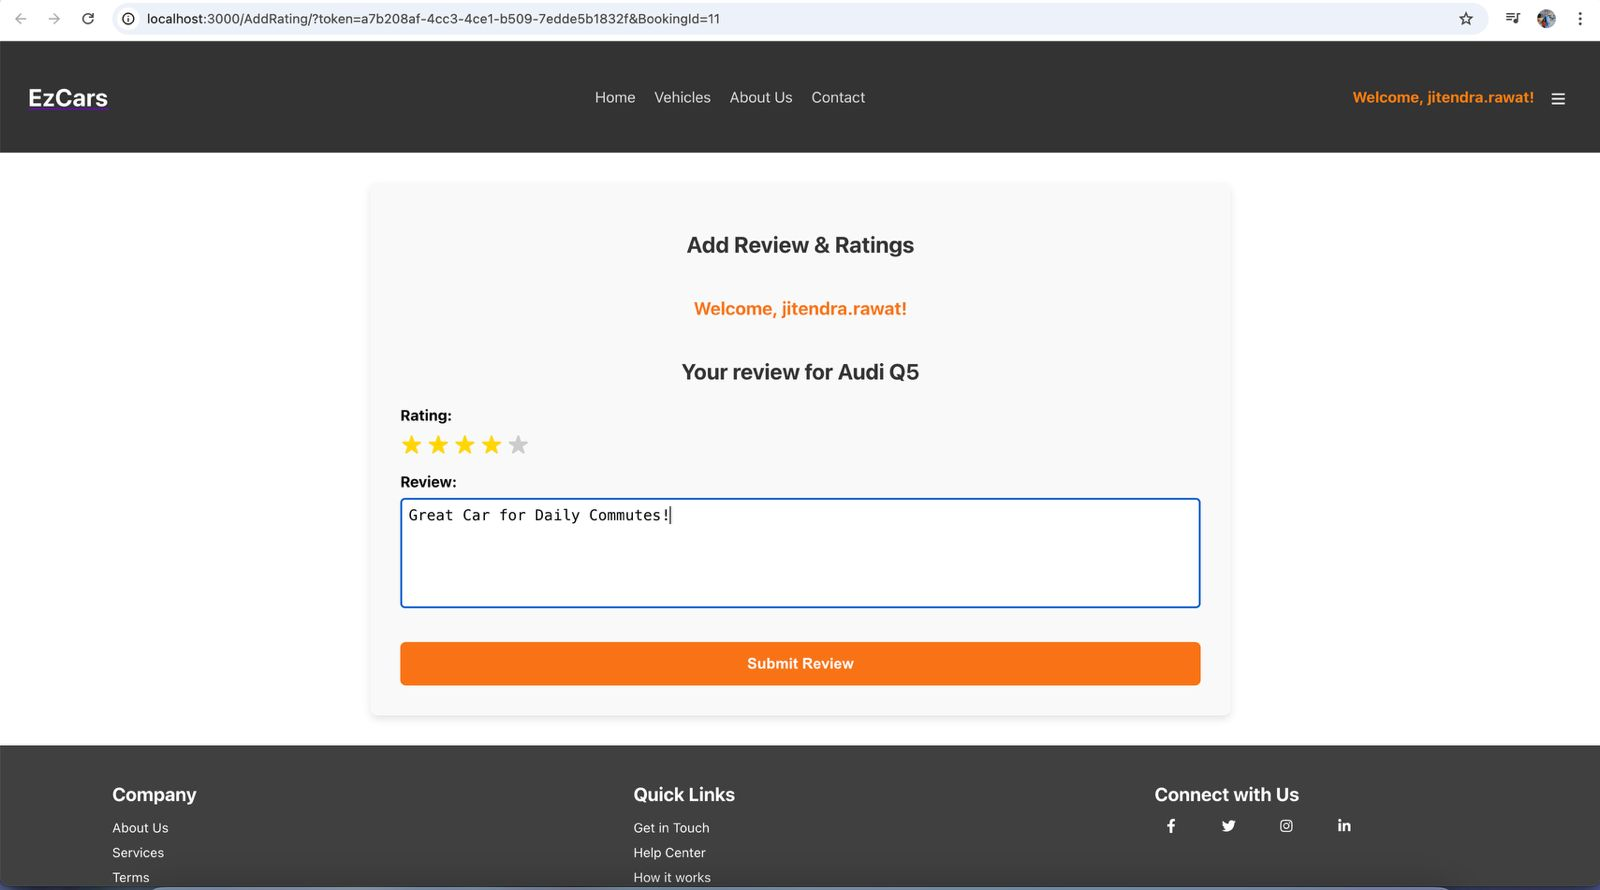 localhost:3000/AddRating/?token=a7b208af-4cc3-4ce1-b509-7edde5b1832f&BookingId=11
EzCars
Home Vehicles About Us Contact
Welcome, jitendra.rawat!
Add Review & Ratings
Welcome, jitendra.rawat!
Your review for Audi Q5
Rating:
Review:
Great Car for Daily Commutes!
Submit Review
Company
About Us
Services
Terms
Quick Links
Get in Touch
Help Center
How it works
Connect with Us